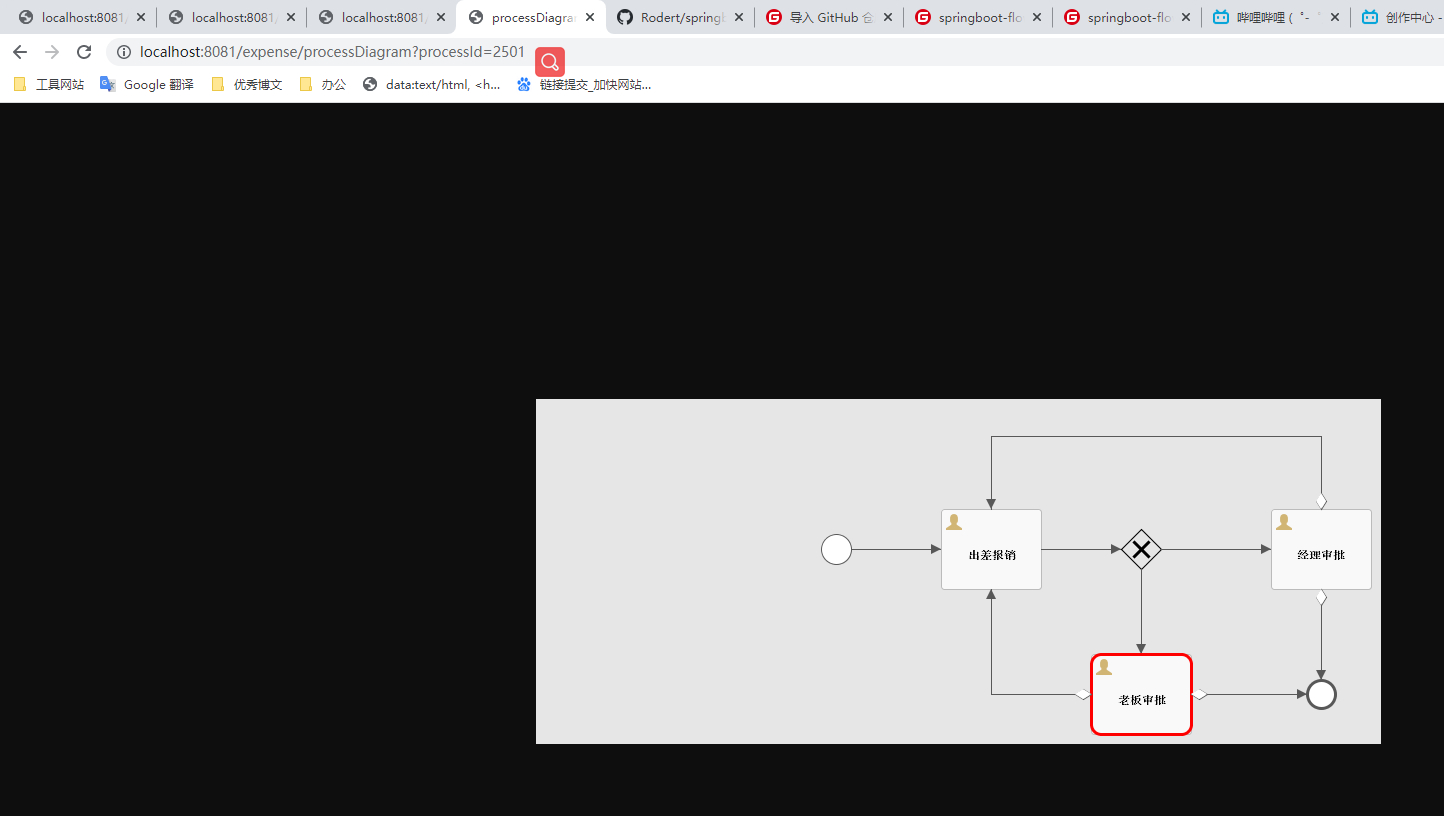 localhost:8081/
localhost:8081/
localhost:8081/
processDiagra
Rodert/spring
导入 GitHub 仓
springboot-flo
springboot-flo
哔哩哔哩 ( ゜- ゜
创作中心 -
localhost:8081/expense/processDiagram?processId=2501
工具网站
Google 翻译
优秀博文
办公
data:text/html, <h...
链接提交_加快网站...
出差报销
经理审批
老板审批